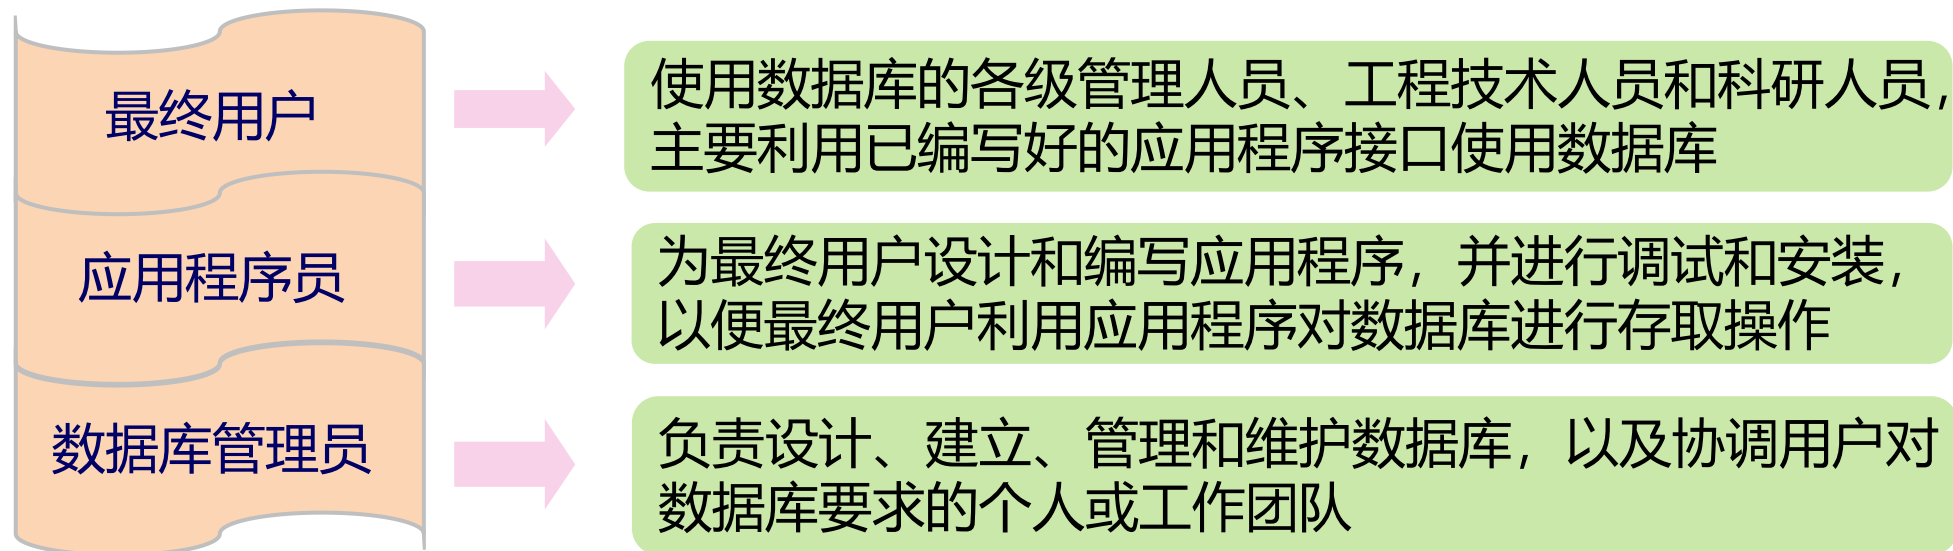 最终用户
使用数据库的各级管理人员、工程技术人员和科研人员，
主要利用已编写好的应用程序接口使用数据库
应用程序员
为最终用户设计和编写应用程序，并进行调试和安装，
以便最终用户利用应用程序对数据库进行存取操作
数据库管理员
负责设计、建立、管理和维护数据库，以及协调用户对
数据库要求的个人或工作团队